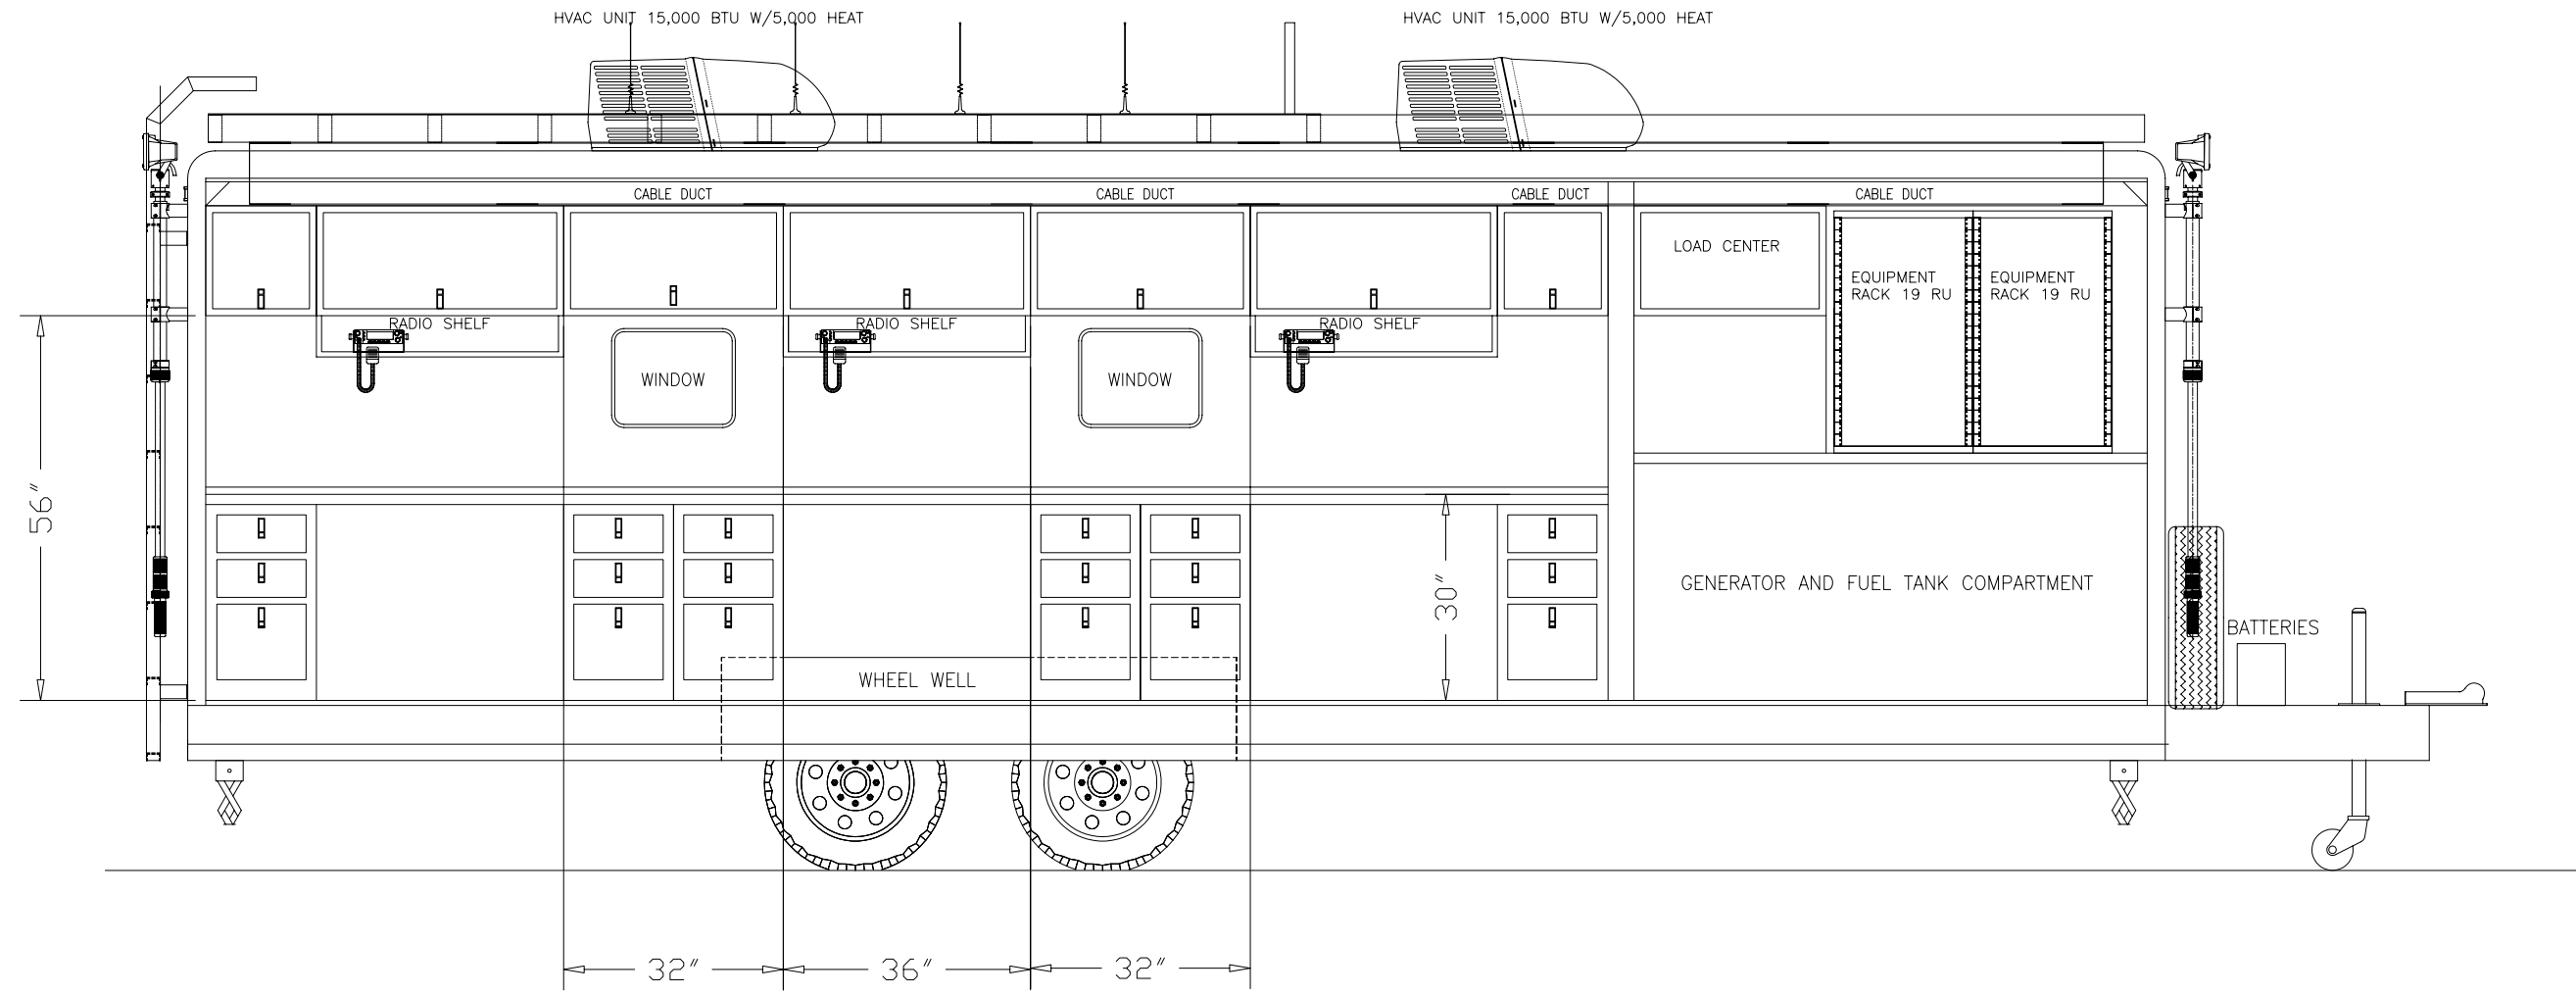 HVAC UNIT 15,000 BTU W/5,000 HEAT
HVAC UNIT 15,000 BTU W/5,000 HEAT
CABLE DUCT
CABLE DUCT
CABLE DUCT
CABLE DUCT
LOAD CENTER
EQUIPMENT
RACK 19 RU
EQUIPMENT
RACK 19 RU
RADIO SHELF
RADIO SHELF
RADIO SHELF
WINDOW
WINDOW
56"
30"
GENERATOR AND FUEL TANK COMPARTMENT
BATTERIES
WHEEL WELL
32"
36"
32"